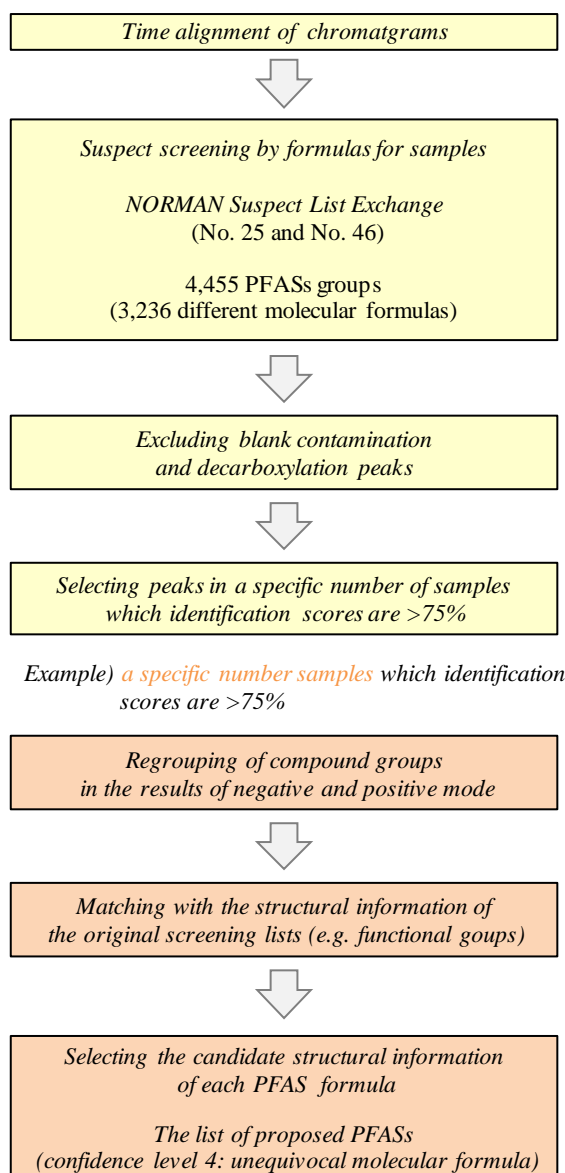 Time alignment of chromatgrams
Suspect screening by formulas for samples
NORMAN Suspect List Exchange
(No. 25 and No. 46)
4,455 PFASs groups
(3,236 different molecular formulas)
Excluding blank contamination
and decarboxylation peaks
Selecting peaks in a specific number of samples
which identification scores are >75%
Example) a specific number samples which identification
scores are >75%
Regrouping of compound groups
in the results of negative and positive mode
Matching with the structural information of
the original screening lists (e.g. functional goups)
Selecting the candidate structural information
of each PFAS formula
The list of proposed PFASs
(confidence level 4: unequivocal molecular formula)